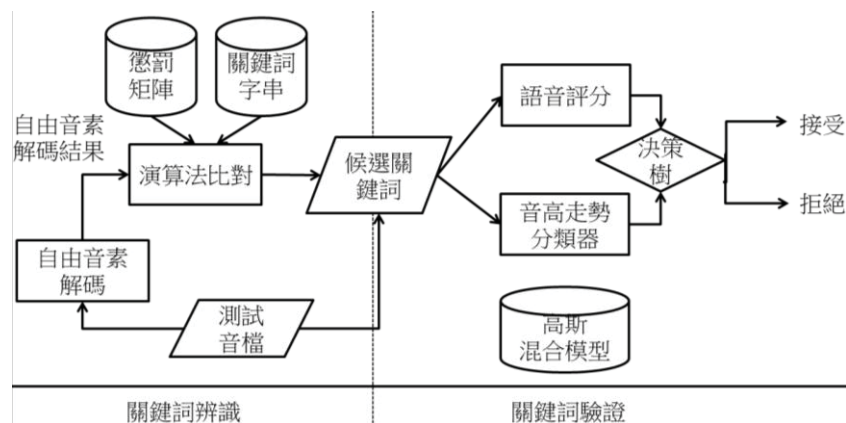 懲罰
矩陣
關鍵詞
字串
自由音素
解碼結果
演算法比對
候選關
鍵詞
語音評分
決策
樹
接受
拒絕
音高走勢
分類器
自由音素
解碼
測試
音檔
高斯
混合模型
關鍵詞辨識
關鍵詞驗證